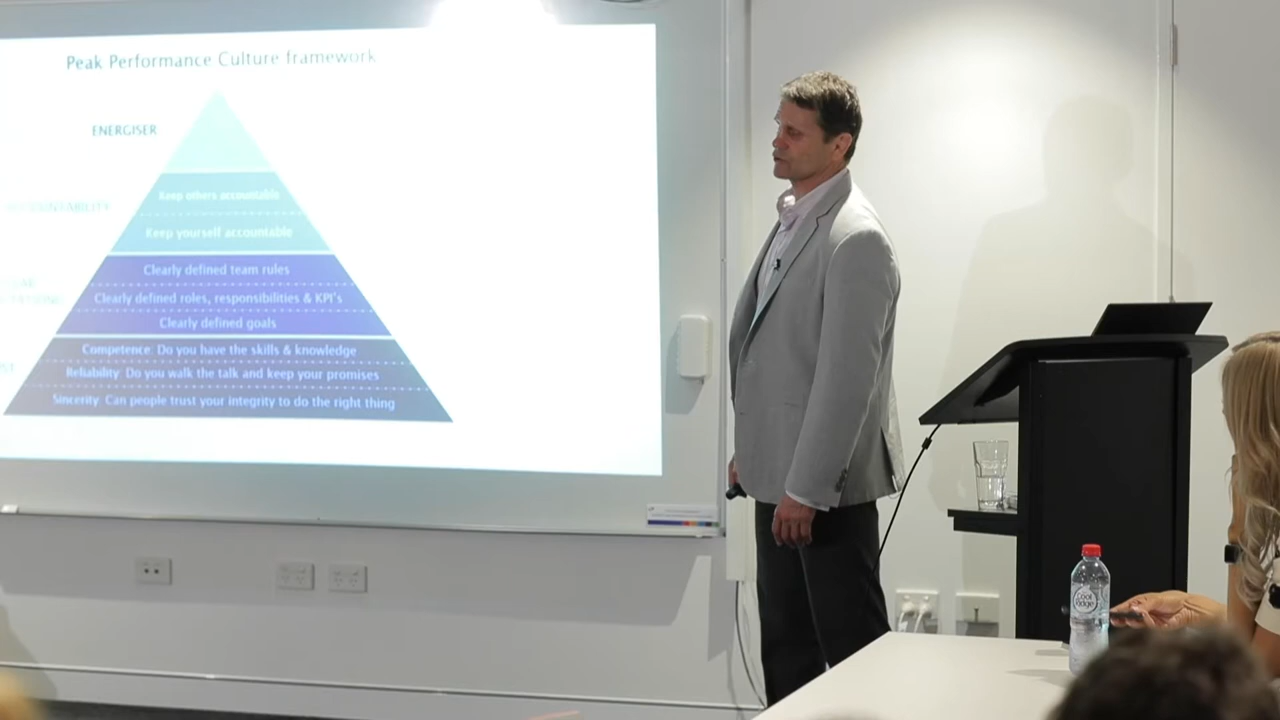 Peak Performance Culture framework
ENERGISER
Keep others accountable
Keep yourself accountable
Clearly defined team rules
Clearly defined roles, responsibilities & KPI's
Clearly defined goals
Competence: Do you have the skills & knowledge
Reliability: Do you walk the talk and keep your promises
Sincerity: Can people trust your integrity to do the right thing
Cool
Ridge